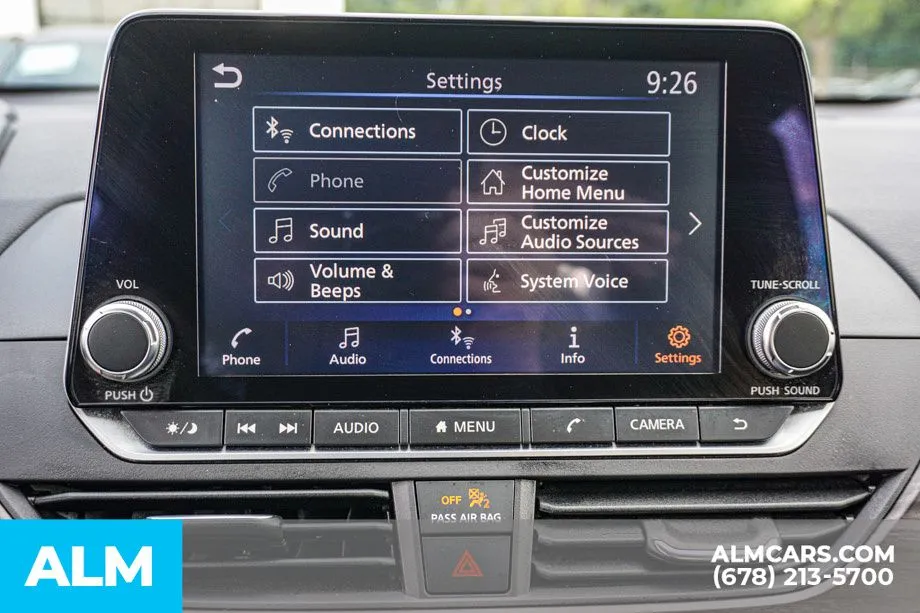 Settings 9:26
Connections
Clock
Phone
Customize
Home Menu
Sound
Customize
Audio Sources
Volume &
Beeps
System Voice
VOL
TUNE·SCROLL
Phone Audio Connections Info Settings
PUSH
PUSH SOUND
AUDIO MENU CAMERA
OFF 2
PASS AIR BAG
ALM
ALMCARS.COM
(678) 213-5700